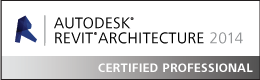 AUTODESK®
REVIT® ARCHITECTURE 2014
CERTIFIED PROFESSIONAL